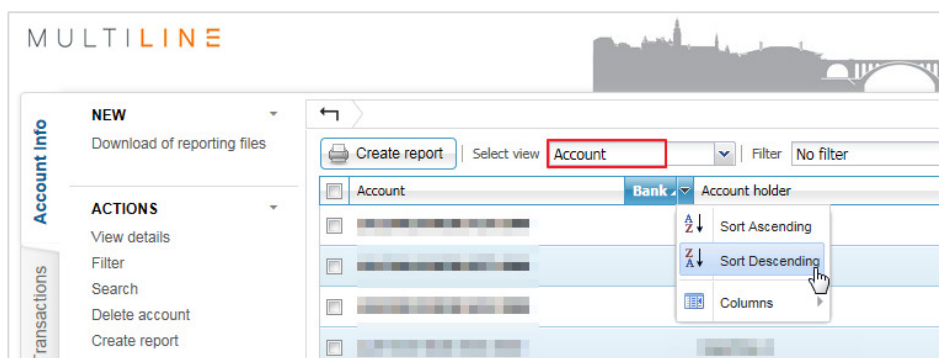 MULTILINE
Account Info
Transactions
NEW
Download of reporting files
ACTIONS
View details
Filter
Search
Delete account
Create report
Create report
Select view
Account
Filter
No filter
Account
Bank
Account holder
Sort Ascending
Sort Descending
Columns